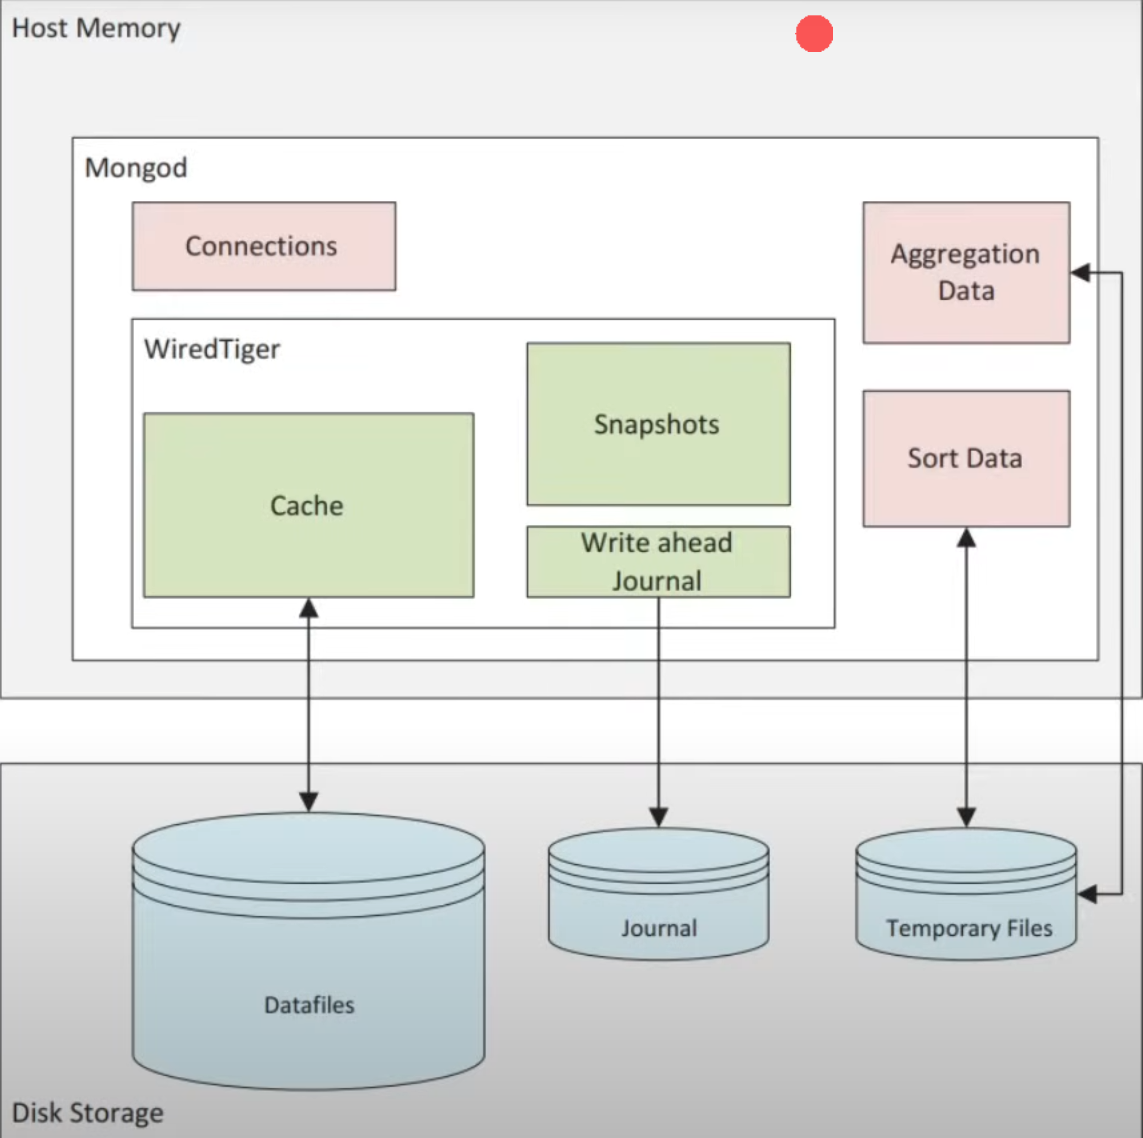 Host Memory
Mongod
Connections
Aggregation
Data
WiredTiger
Snapshots
Cache
Sort Data
Write ahead
Journal
Journal
Temporary Files
Datafiles
Disk Storage